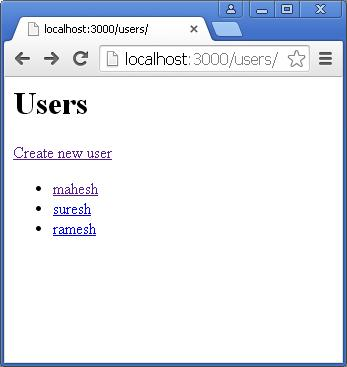 localhost:3000/users/
localhost:3000/users/
Users
Create new user
mahesh
suresh
ramesh